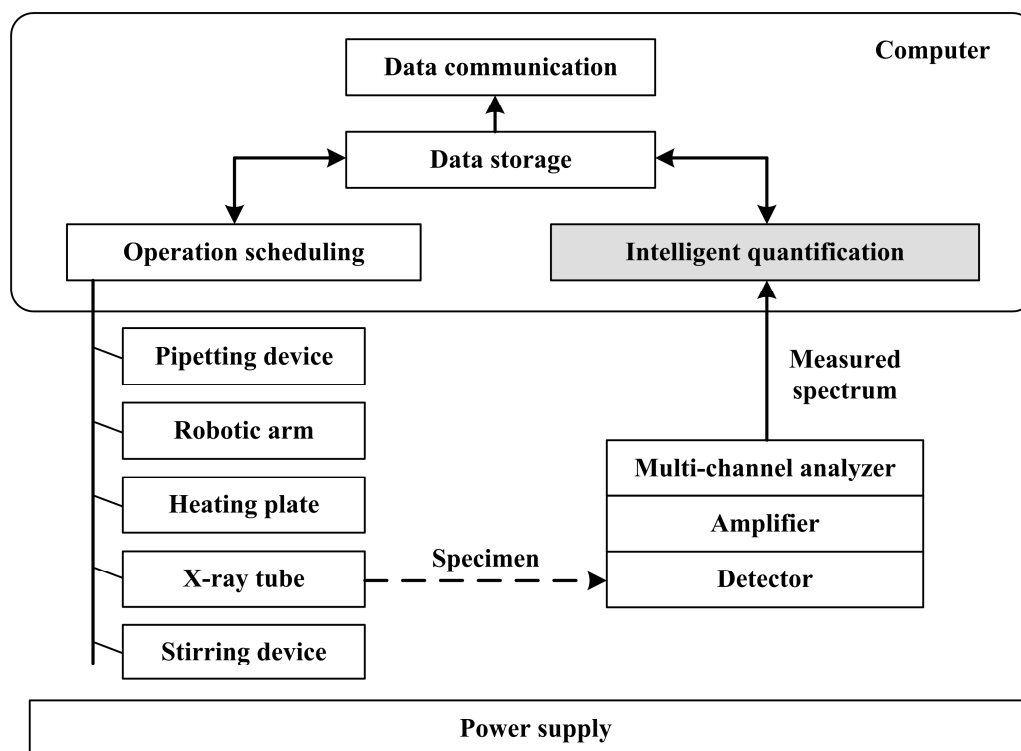 Computer
Data communication
Data storage
Operation scheduling
Intelligent quantification
Pipetting device
Measured
spectrum
Robotic arm
Multi-channel analyzer
Heating plate
Amplifier
X-ray tube
Specimen
Detector
Stirring device
Power supply